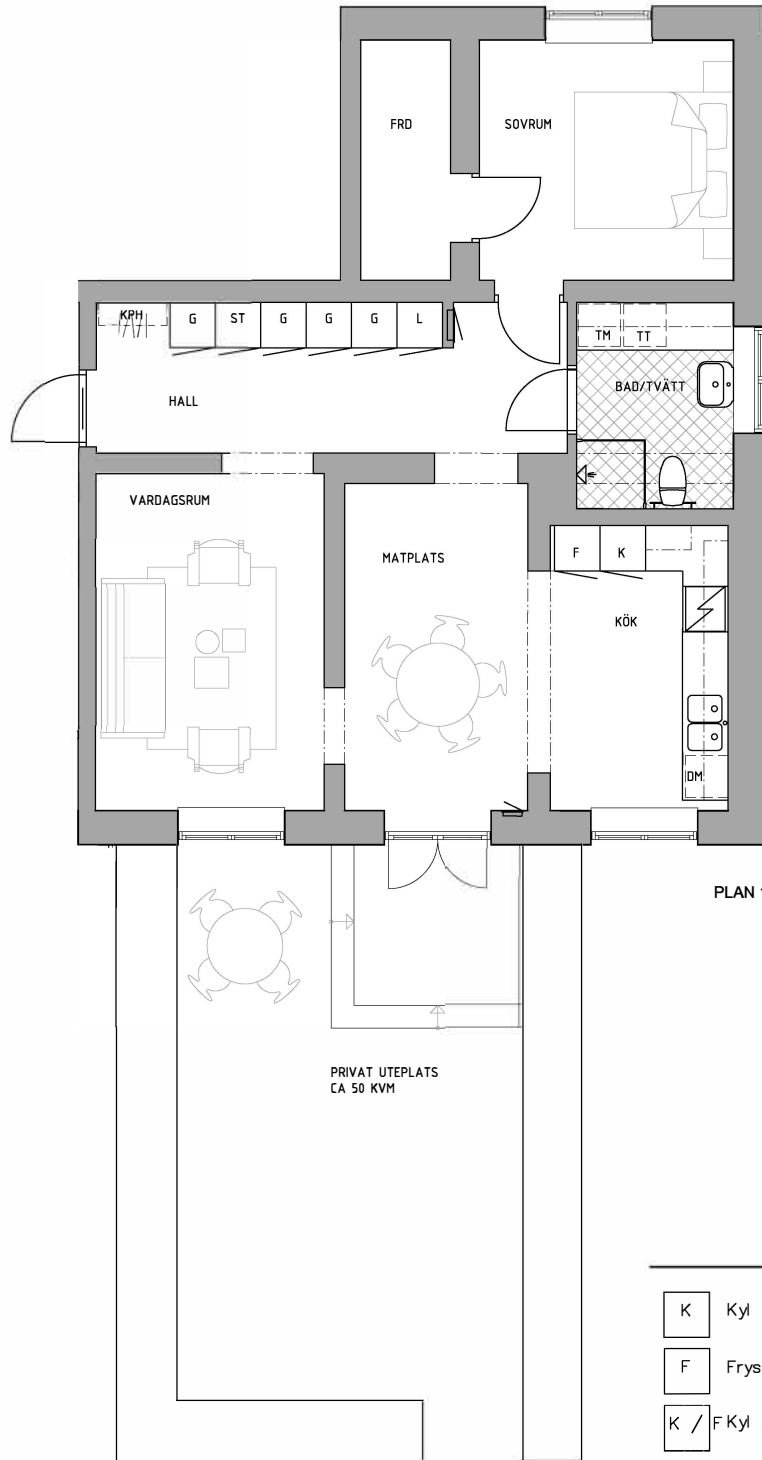 FRD
SOVRUM
KPH
G
ST
G
G
G
L
TM
TT
BAD/TVÄTT
HALL
VARDAGSRUM
MATPLATS
F
K
KÖK
DM
PLAN
PRIVAT UTEPLATS
CA 50 KVM
K Kyl
F Frys
K / F Kyl